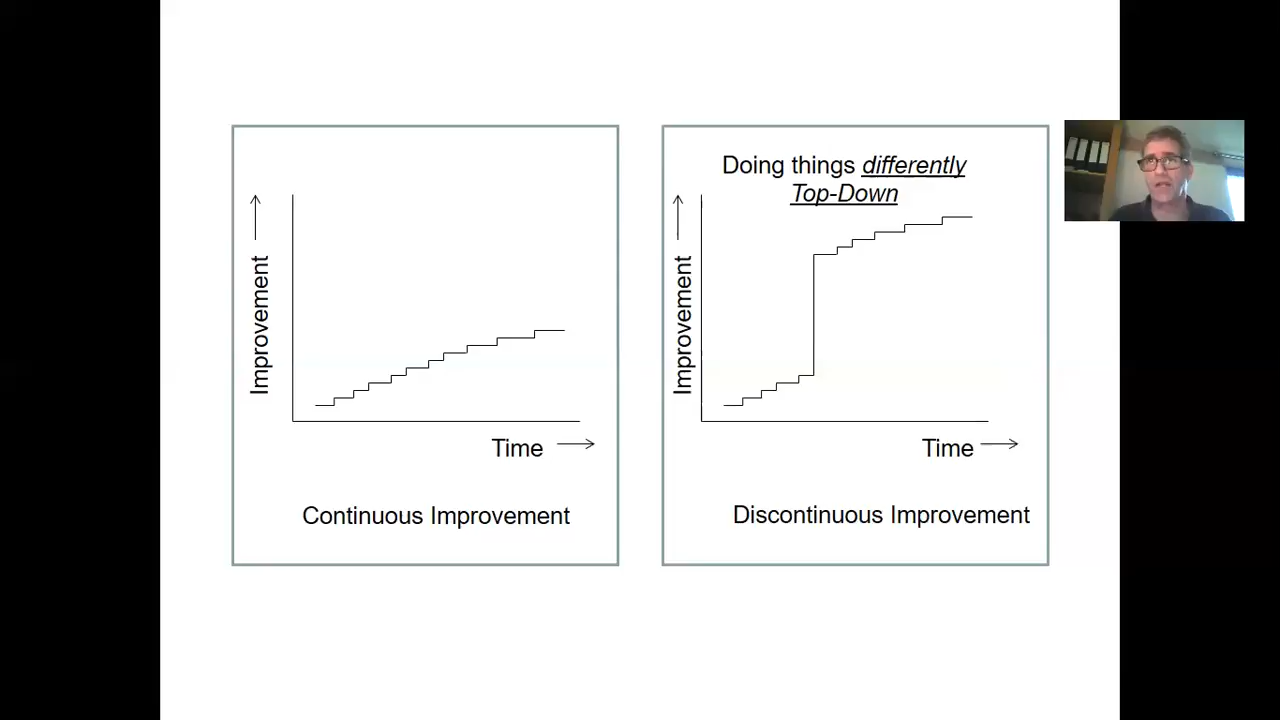 Improvement
Time
Continuous Improvement
Doing things differently
Top-Down
Improvement
Time
Discontinuous Improvement